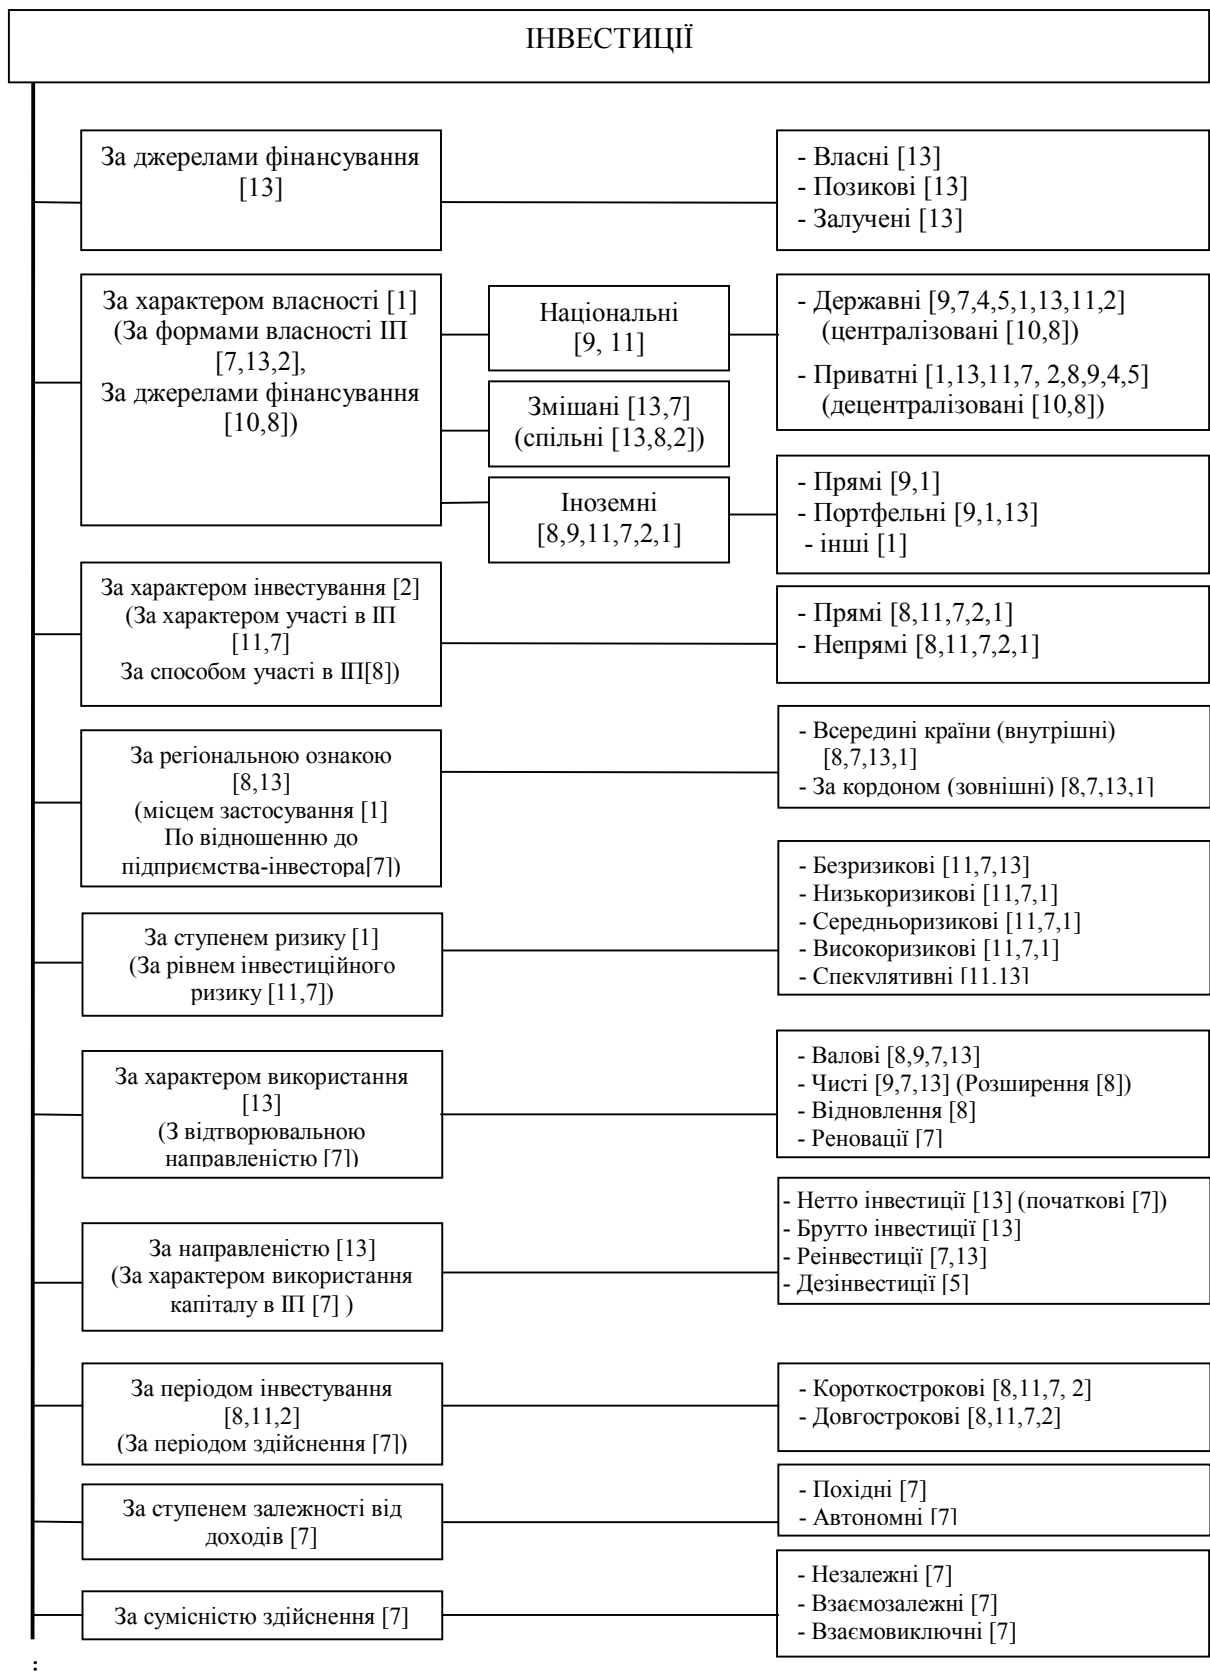 ІНВЕСТИЦІЇ
За джерелами фінансування
[13]
- Власні [13]
- Позикові [13]
- Залучені [13]
За характером власності [1]
(За формами власності ІП
[7,13,2],
За джерелами фінансування
[10,8])
Національні
[9, 11]
- Державні [9,7,4,5,1,13,11,2]
(централізовані [10,8])
- Приватні [1,13,11,7, 2,8,9,4,5]
(децентралізовані [10,8])
Змішані [13,7]
(спільні [13,8,2])
Іноземні
[8,9,11,7,2,1]
- Прямі [9,1]
- Портфельні [9,1,13]
- інші [1]
За характером інвестування [2]
(За характером участі в ІП
[11,7]
За способом участі в ІП[8])
- Прямі [8,11,7,2,1]
- Непрямі [8,11,7,2,1]
За регіональною ознакою
[8,13]
(місцем застосування [1]
По відношенню до
підприємства-інвестора[7])
- Всередині країни (внутрішні)
[8,7,13,1]
- За кордоном (зовнішні) [8,7,13,1]
За ступенем ризику [1]
(За рівнем інвестиційного
ризику [11,7])
- Безризикові [11,7,13]
- Низькоризикові [11,7,1]
- Середньоризикові [11,7,1]
- Високоризикові [11,7,1]
- Спекулятивні [11,13]
За характером використання
[13]
(З відтворювальною
направленістю [7])
- Валові [8,9,7,13]
- Чисті [9,7,13] (Розширення [8])
- Відновлення [8]
- Реновації [7]
За направленістю [13]
(За характером використання
капіталу в ІП [7] )
- Нетто інвестиції [13] (початкові [7])
- Брутто інвестиції [13]
- Реінвестиції [7,13]
- Дезінвестиції [5]
За періодом інвестування
[8,11,2]
(За періодом здійснення [7])
- Короткострокові [8,11,7, 2]
- Довгострокові [8,11,7,2]
За ступенем залежності від
доходів [7]
- Похідні [7]
- Автономні [7]
За сумісністю здійснення [7]
- Незалежні [7]
- Взаємозалежні [7]
- Взаємовиключні [7]
: